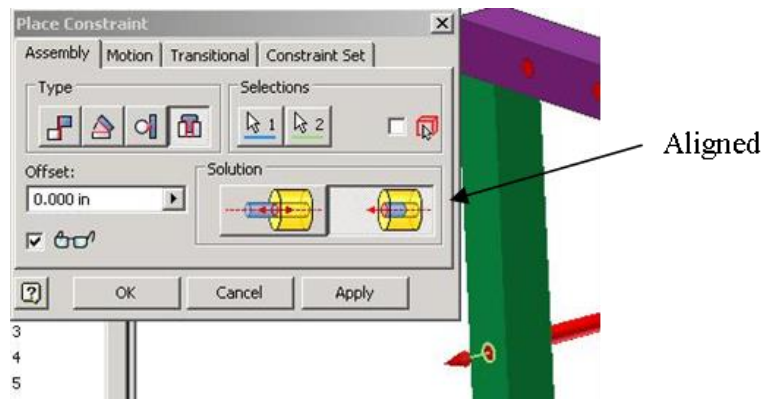 Place Constraint
Assembly Motion Transitional Constraint Set
Type
Selections
1 2
Aligned
Offset:
Solution
0.000 in
OK Cancel Apply
3
4
5